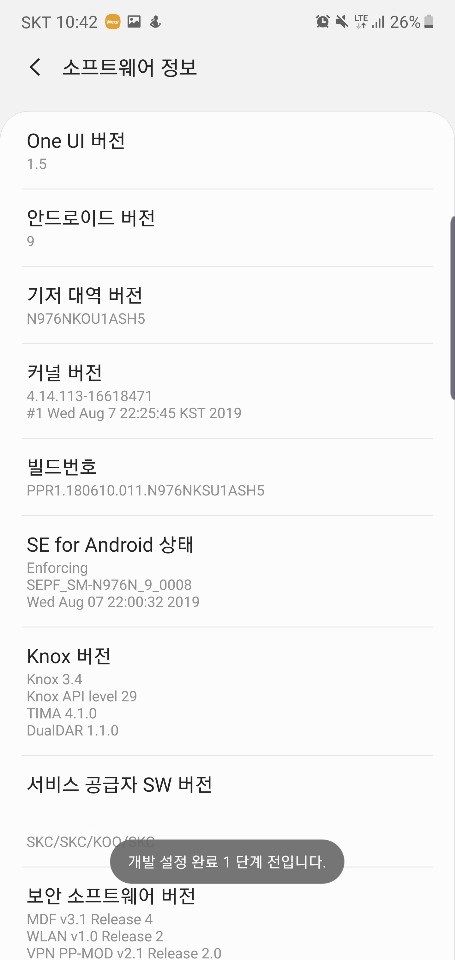 SKT 10:42
LTE 26%
소프트웨어 정보
One UI 버전
1.5
안드로이드 버전
9
기저 대역 버전
N976NKOU1ASH5
커널 버전
4.14.113-16618471
#1 Wed Aug 7 22:25:45 KST 2019
빌드번호
PPR1.180610.011.N976NKSU1ASH5
SE for Android 상태
Enforcing
SEPF_SM-N976N_9_0008
Wed Aug 07 22:00:32 2019
Knox 버전
Knox 3.4
Knox API level 29
TIMA 4.1.0
DualDAR 1.1.0
서비스 공급자 SW 버전
SKC/SKC/KOO/SKC
개발 설정 완료 1 단계 전입니다.
보안 소프트웨어 버전
MDF v3.1 Release 4
WLAN v1.0 Release 2
VPN PP-MOD v2.1 Release 2.0